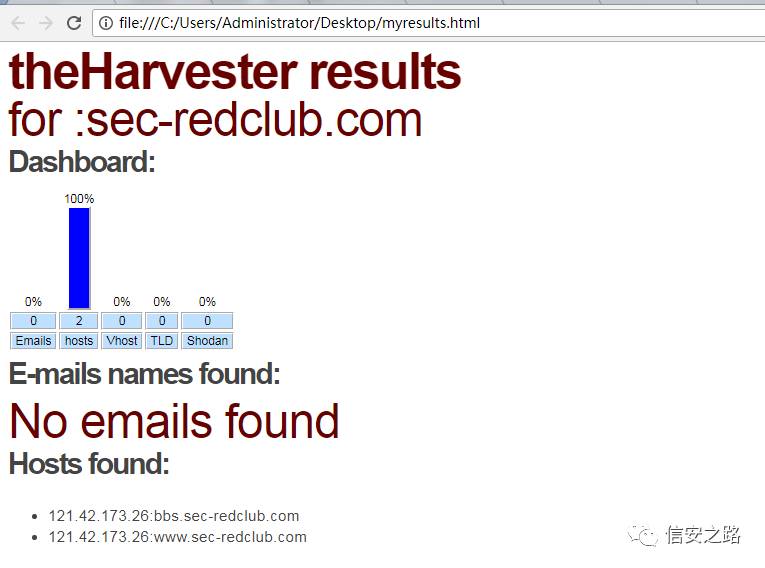 file:///C:/Users/Administrator/Desktop/myresults.html
theHarvester results
for :sec-redclub.com
Dashboard:
100%
0% 0% 0% 0%
0 2 0 0 0
Emails hosts Vhost TLD Shodan
E-mails names found:
No emails found
Hosts found:
• 121.42.173.26:bbs.sec-redclub.com
• 121.42.173.26:www.sec-redclub.com
信安之路